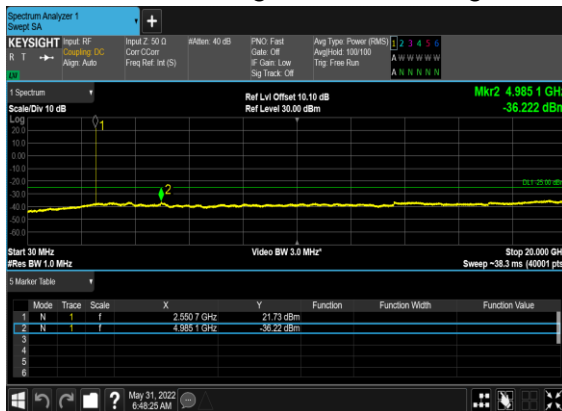 Spectrum Analyzer 1
Swept SA
KEYSIGHT Input: RF Input Z: 50 Ω #Atten: 40 dB PNO: Fast Avg Type: Power (RMS) 1 2 3 4 5 6
R T Coupling: DC Corr CCorr Gate: Off Avg|Hold: 100/100 A W W W W W
Align: Auto Freq Ref: Int (S) IF Gain: Low Trig: Free Run
LXI Sig Track: Off A N N N N N
1 Spectrum Ref Lvl Offset 10.10 dB Mkr2 4.985 1 GHz
Scale/Div 10 dB Ref Level 30.00 dBm -36.222 dBm
Log
20.0 1
10.0
0.00
-10.0
-20.0 2 DL1 -25.00 dBm
-30.0
-40.0
-50.0
-60.0
Start 30 MHz Video BW 3.0 MHz* Stop 20.000 GHz
#Res BW 1.0 MHz Sweep ~38.3 ms (40001 pts)
5 Marker Table
Mode Trace Scale X Y Function Function Width Function Value
1 N 1 f 2.550 7 GHz 21.73 dBm
2 N 1 f 4.985 1 GHz -36.22 dBm
3
4
5
6
? May 31, 2022
6:48:25 AM